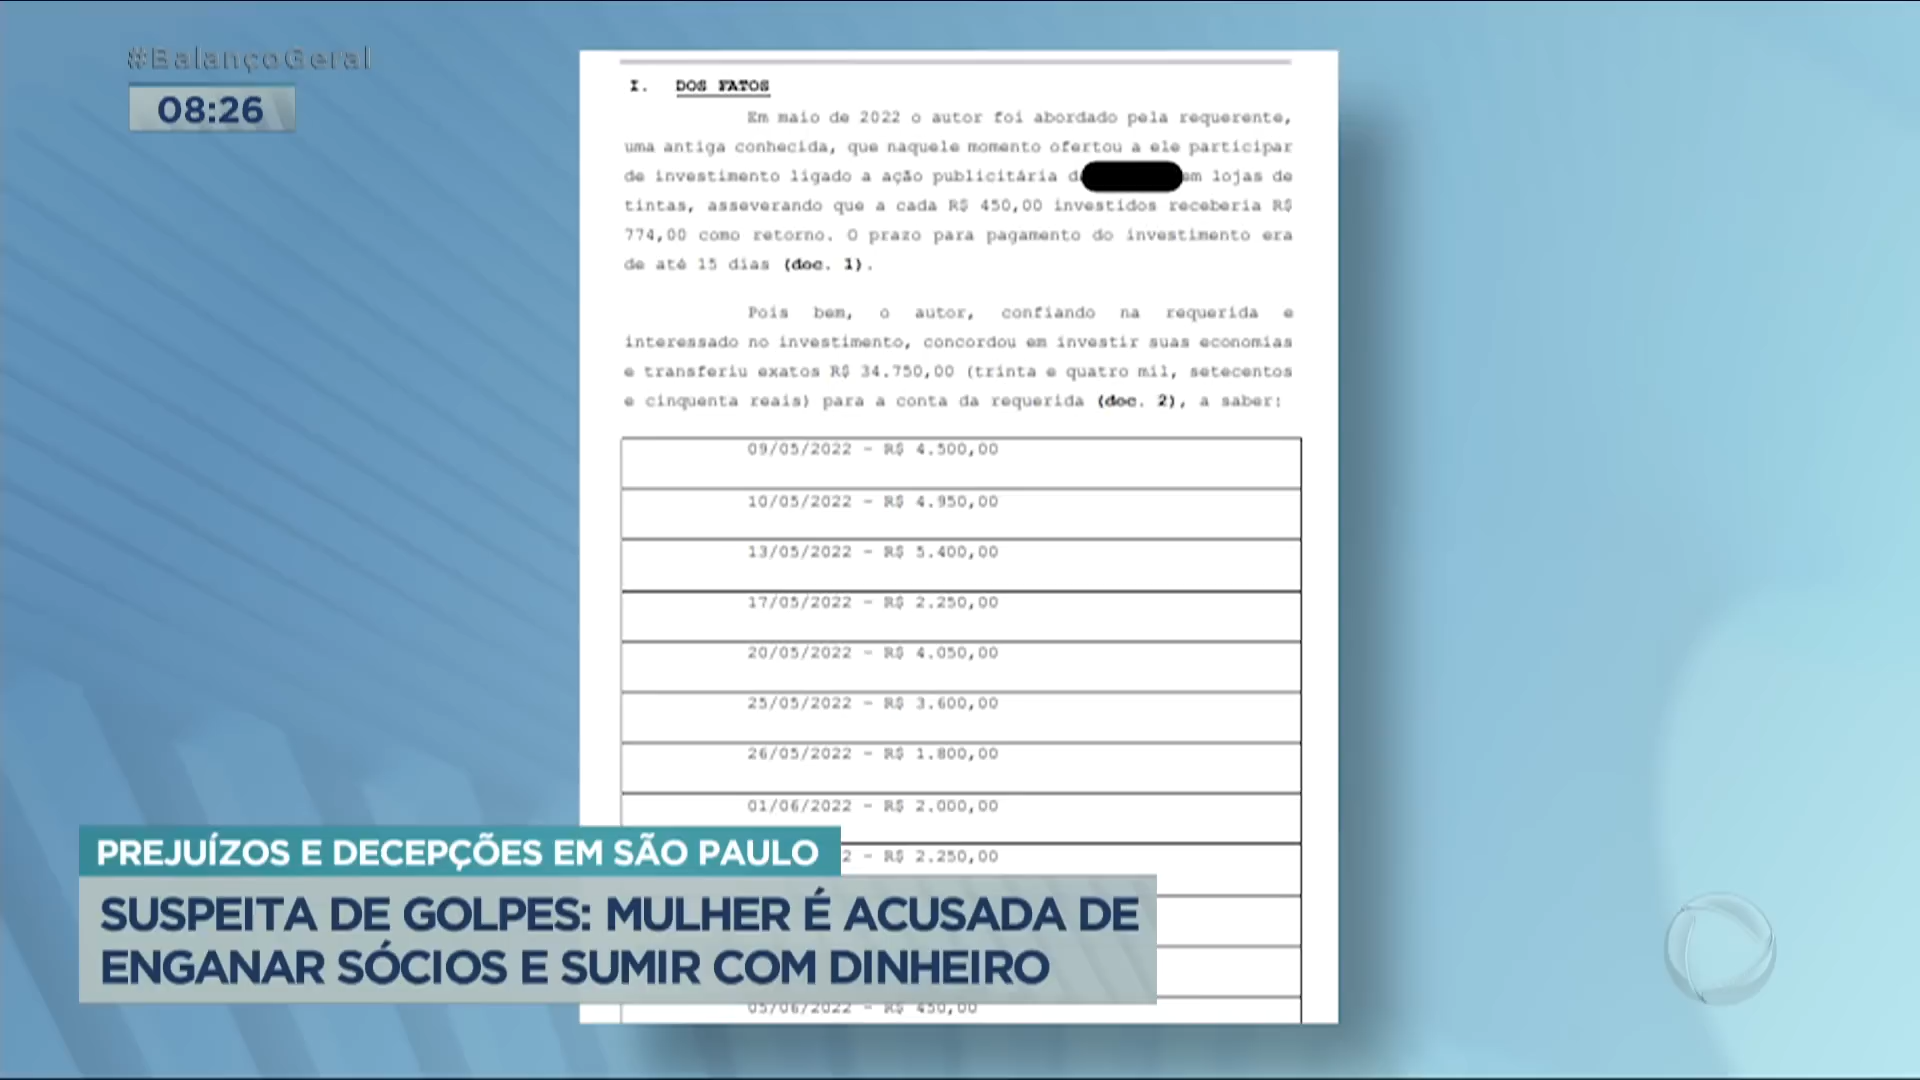 #BalançoGeral
08:26
I. DOS FATOS
Em maio de 2022 o autor foi abordado pela requerente,
uma antiga conhecida, que naquele momento ofertou a ele participar
de investimento ligado a ação publicitária em lojas de
tintas, asseverando que a cada R$ 450,00 investidos receberia R$
774,00 como retorno. O prazo para pagamento do investimento era
de até 15 dias (doc. 1).
Pois bem, o autor, confiando na requerida e
interessado no investimento, concordou em investir suas economias
e transferiu exatos R$ 34.750,00 (trinta e quatro mil, setecentos
e cinquenta reais) para a conta da requerida (doc. 2), a saber:
09/05/2022 - R$ 4.500,00
10/05/2022 - R$ 4.950,00
13/05/2022 - R$ 5.400,00
17/05/2022 - R$ 2.250,00
20/05/2022 - R$ 4.050,00
25/05/2022 - R$ 3.600,00
26/05/2022 - R$ 1.800,00
01/06/2022 - R$ 2.000,00
2 - R$ 2.250,00
05/06/2022 - R$ 450,00
PREJUÍZOS E DECEPÇÕES EM SÃO PAULO
SUSPEITA DE GOLPES: MULHER É ACUSADA DE
ENGANAR SÓCIOS E SUMIR COM DINHEIRO